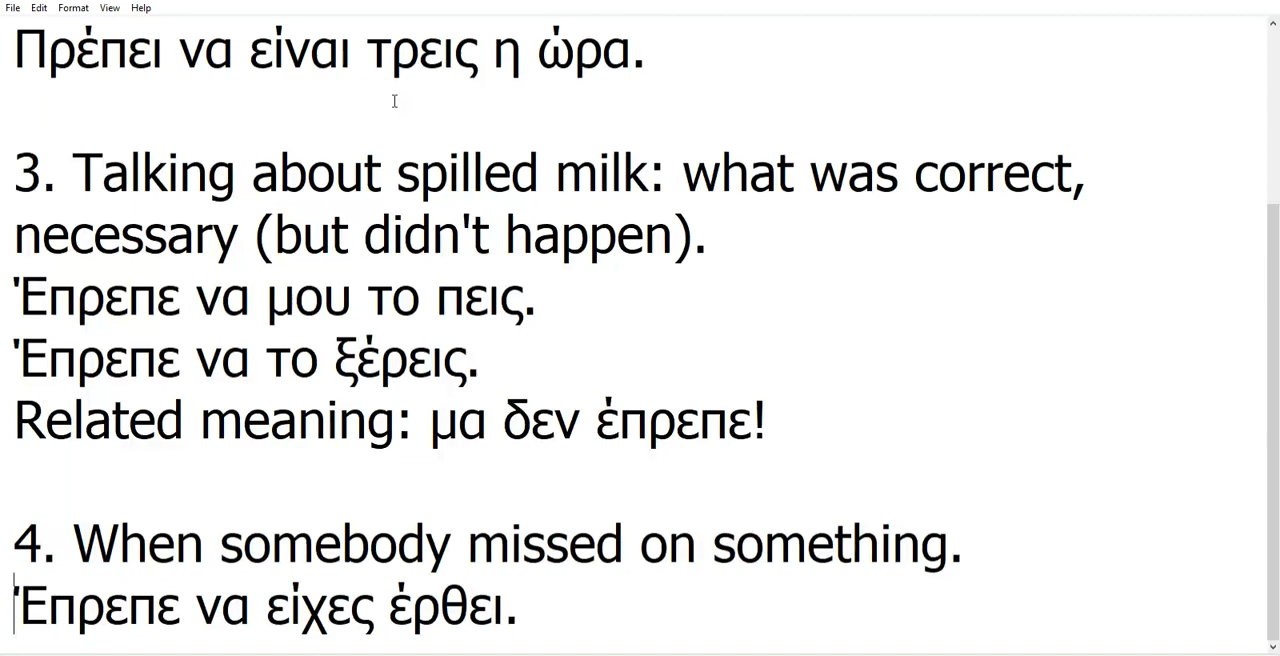 File Edit Format View Help
Πρέπει να είναι τρεις η ώρα.
3. Talking about spilled milk: what was correct,
necessary (but didn't happen).
Έπρεπε να μου το πεις.
Έπρεπε να το ξέρεις.
Related meaning: μα δεν έπρεπε!
4. When somebody missed on something.
Έπρεπε να είχες έρθει.